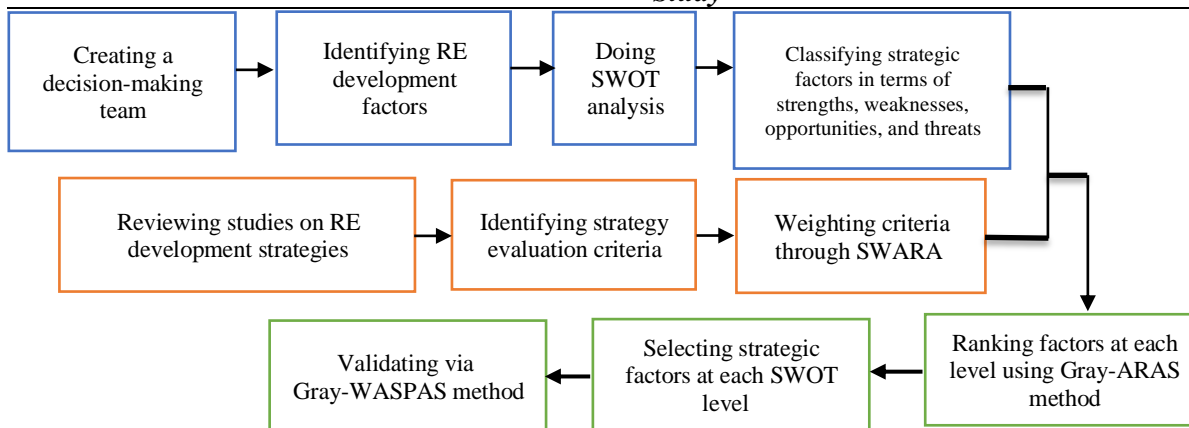 Study
Creating a
decision-making
team
Identifying RE
development
factors
Doing
SWOT
analysis
Classifying strategic
factors in terms of
strengths, weaknesses,
opportunities, and threats
Reviewing studies on RE
development strategies
Identifying strategy
evaluation criteria
Weighting criteria
through SWARA
Ranking factors at each
level using Gray-ARAS
method
Selecting strategic
factors at each SWOT
level
Validating via
Gray-WASPAS method